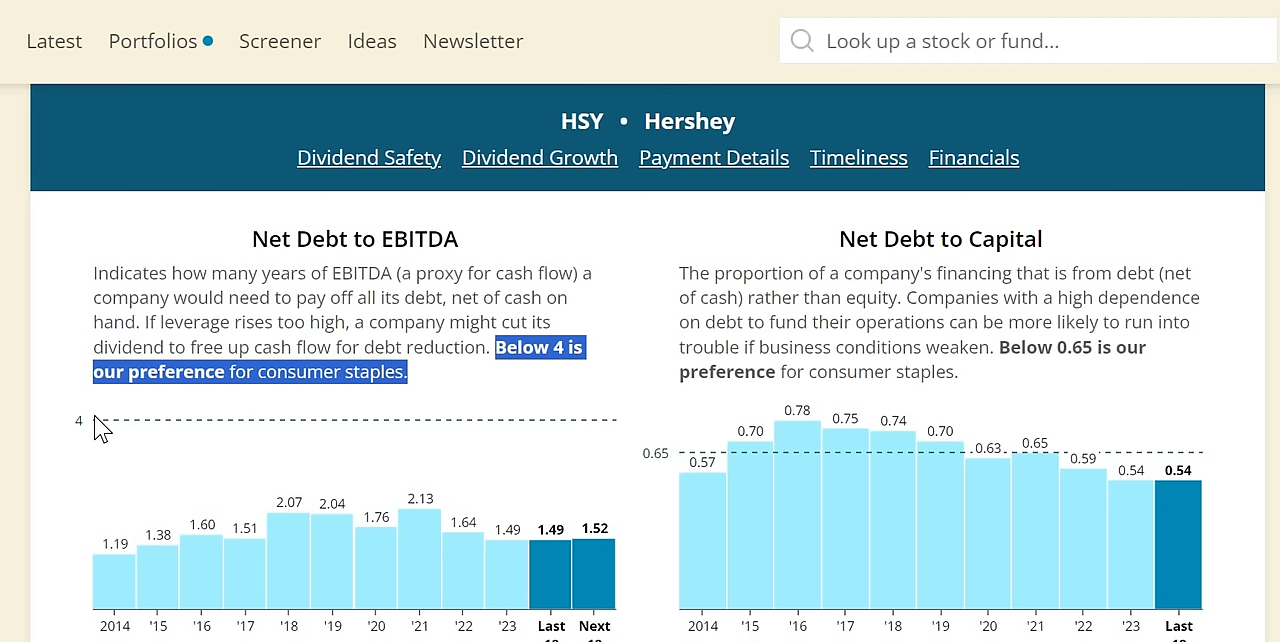 Latest Portfolios Screener Ideas Newsletter Look up a stock or fund...
HSY • Hershey
Dividend Safety Dividend Growth Payment Details Timeliness Financials
Net Debt to EBITDA
Indicates how many years of EBITDA (a proxy for cash flow) a
company would need to pay off all its debt, net of cash on
hand. If leverage rises too high, a company might cut its
dividend to free up cash flow for debt reduction. Below 4 is
our preference for consumer staples.
4
1.19 1.38 1.60 1.51 2.07 2.04 1.76 2.13 1.64 1.49 1.49 1.52
2014 '15 '16 '17 '18 '19 '20 '21 '22 '23 Last Next
Net Debt to Capital
The proportion of a company's financing that is from debt (net
of cash) rather than equity. Companies with a high dependence
on debt to fund their operations can be more likely to run into
trouble if business conditions weaken. Below 0.65 is our
preference for consumer staples.
0.65
0.57 0.70 0.78 0.75 0.74 0.70 0.63 0.65 0.59 0.54 0.54
2014 '15 '16 '17 '18 '19 '20 '21 '22 '23 Last